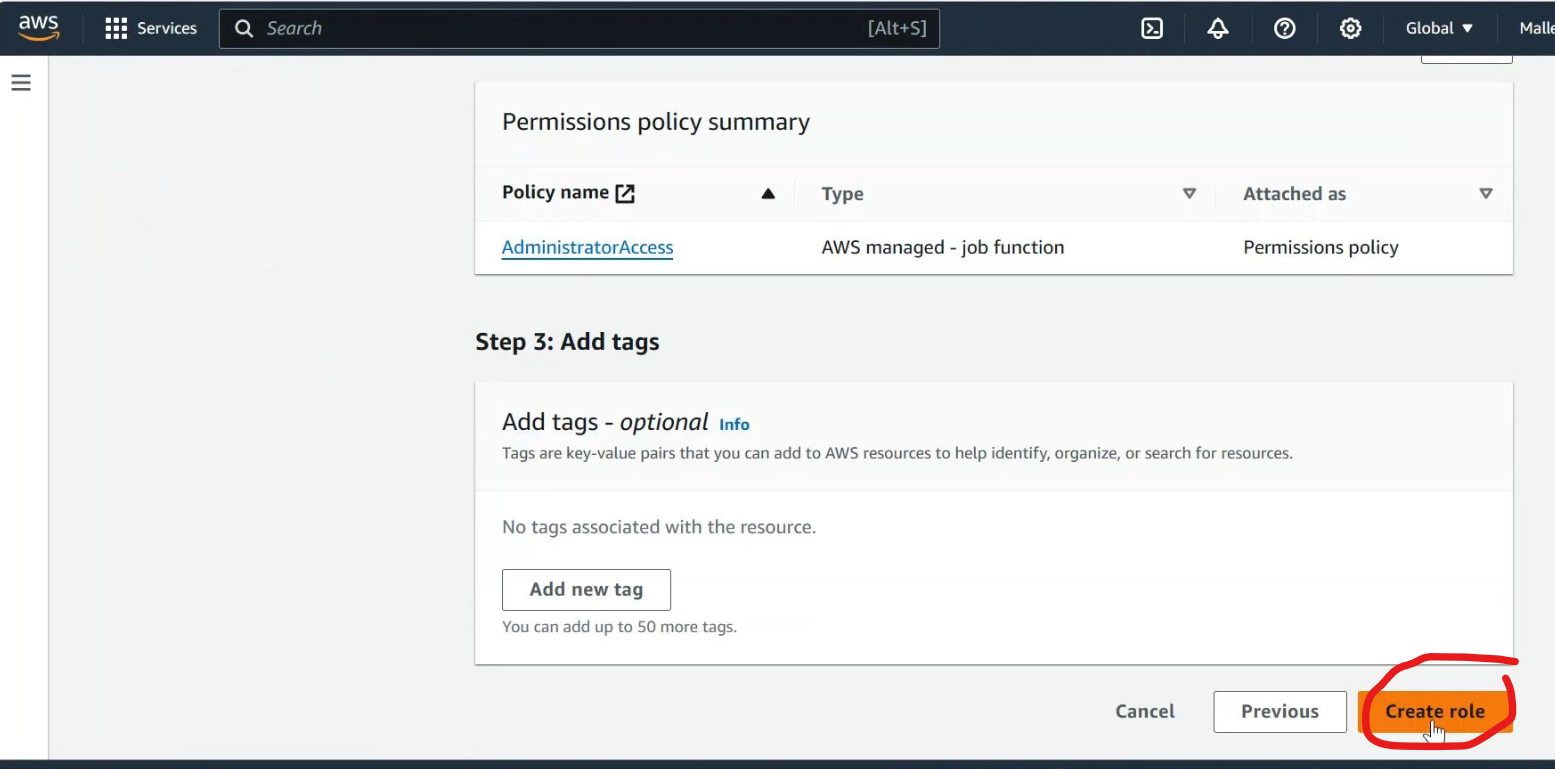 aws Services Search [Alt+S] Global
Permissions policy summary
Policy name Type Attached as
AdministratorAccess AWS managed - job function Permissions policy
Step 3: Add tags
Add tags - optional Info
Tags are key-value pairs that you can add to AWS resources to help identify, organize, or search for resources.
No tags associated with the resource.
Add new tag
You can add up to 50 more tags.
Cancel Previous Create role